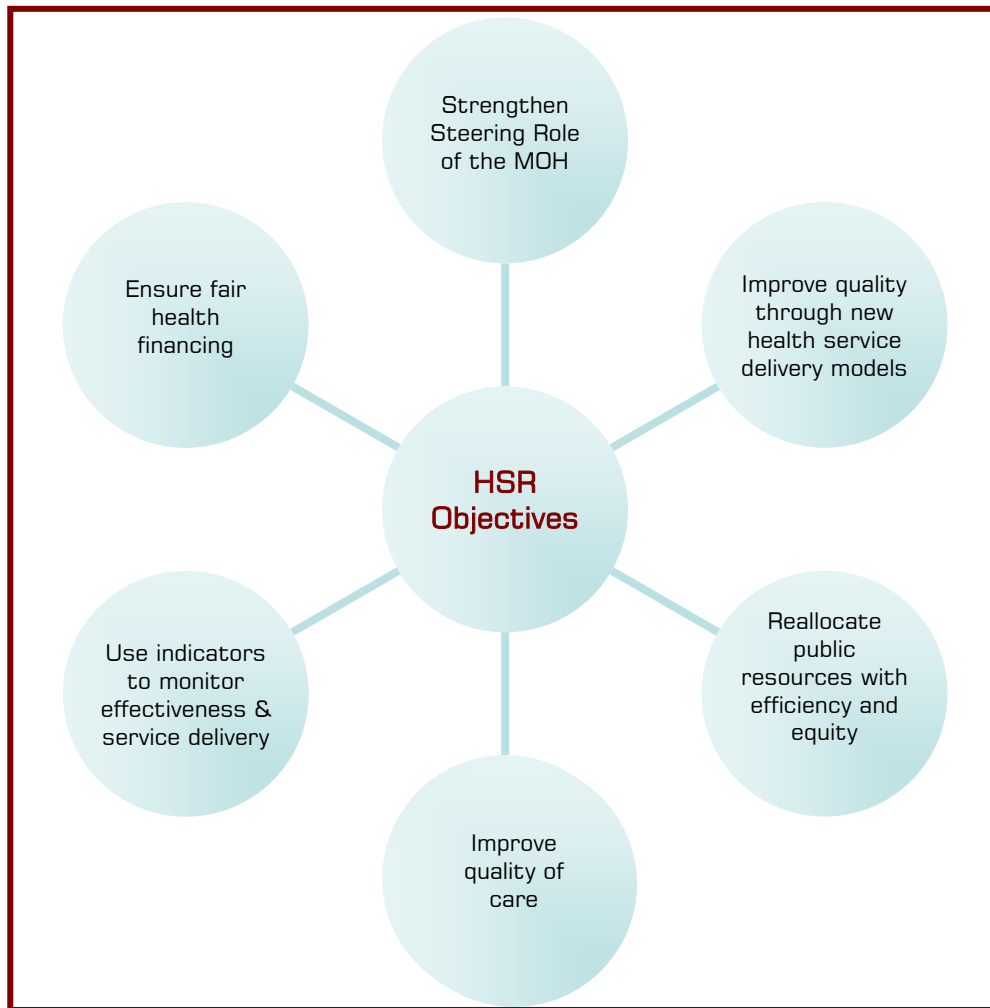 Strengthen
Steering Role
of the MOH
Improve quality
through new
health service
delivery models
Ensure fair
health
financing
HSR
Objectives
Reallocate
public
resources with
efficiency and
equity
Use indicators
to monitor
effectiveness &
service delivery
Improve
quality of
care